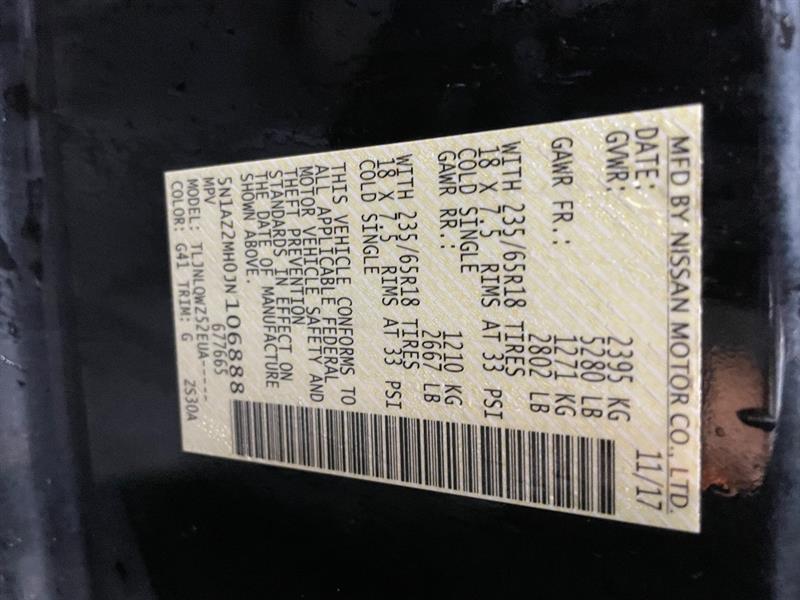 MFD BY NISSAN MOTOR CO., LTD.
DATE: 11/17
GVWR: 2395 KG
5280 LB
GAWR FR.: 1271 KG
2802 LB
WITH 235/65R18 TIRES
18 X 7.5 RIMS AT 33 PSI
COLD SINGLE
GAWR RR.: 1210 KG
2667 LB
WITH 235/65R18 TIRES
18 X 7.5 RIMS AT 33 PSI
COLD SINGLE
THIS VEHICLE CONFORMS TO
ALL APPLICABLE FEDERAL
MOTOR VEHICLE SAFETY AND
THEFT PREVENTION
STANDARDS IN EFFECT ON
THE DATE OF MANUFACTURE
SHOWN ABOVE.
5N1AZ2MH0JN106888
MPV 677665
MODEL: TLJNLQWZ52EUA-----
COLOR: G41 TRIM: G ZS30A